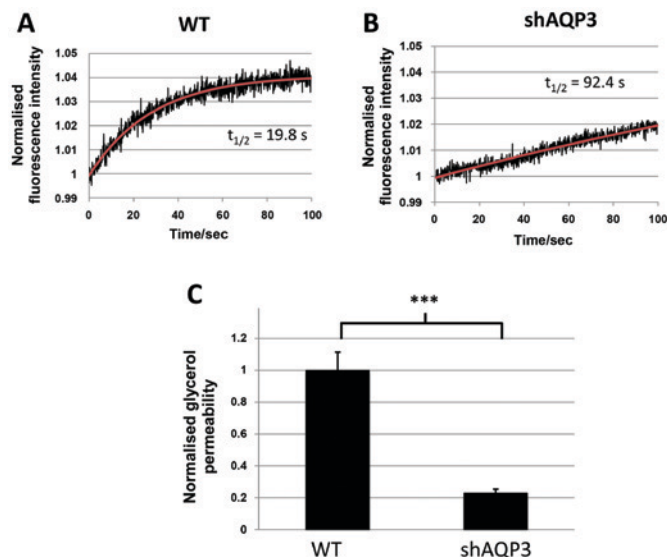 A
WT
Normalised
fluorescence intensity
1.05
1.04
1.03
1.02
1.01
1
0.99
t1/2 = 19.8 s
0 20 40 60 80 100
Time/sec
B
shAQP3
Normalised
fluorescence intensity
1.05
1.04
1.03
1.02
1.01
1
0.99
t1/2 = 92.4 s
0 20 40 60 80 100
Time/sec
C
***
Normalised glycerol
permeability
1.2
1
0.8
0.6
0.4
0.2
0
WT shAQP3